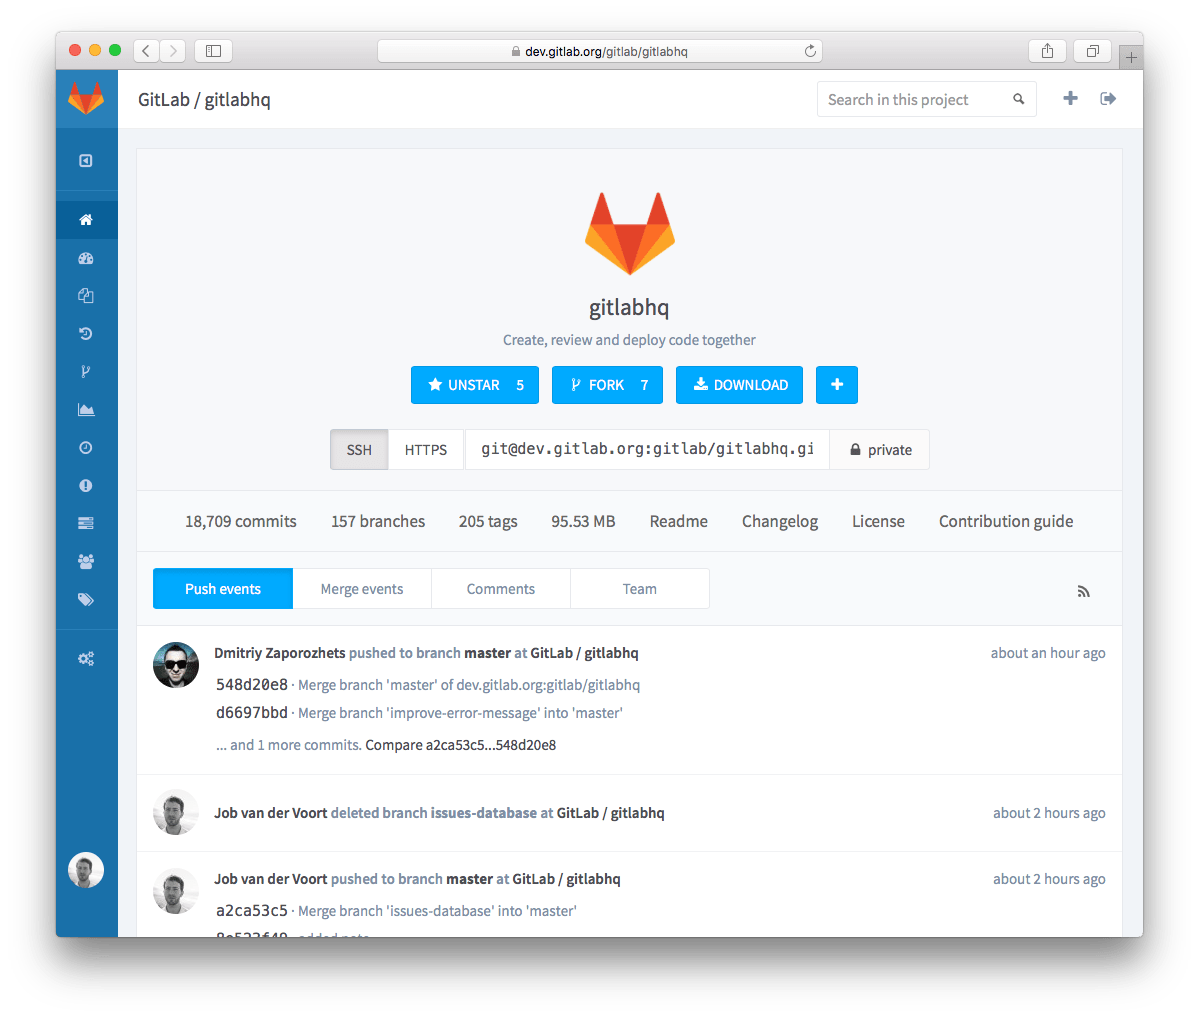 dev.gitlab.org/gitlab/gitlabhq
GitLab / gitlabhq
Search in this project
gitlabhq
Create, review and deploy code together
UNSTAR 5 FORK 7 DOWNLOAD
SSH HTTPS git@dev.gitlab.org:gitlab/gitlabhq.gi private
18,709 commits 157 branches 205 tags 95.53 MB Readme Changelog License Contribution guide
Push events Merge events Comments Team
Dmitriy Zaporozhets pushed to branch master at GitLab / gitlabhq about an hour ago
548d20e8 · Merge branch 'master' of dev.gitlab.org:gitlab/gitlabhq
d6697bbd · Merge branch 'improve-error-message' into 'master'
... and 1 more commits. Compare a2ca53c5...548d20e8
Job van der Voort deleted branch issues-database at GitLab / gitlabhq about 2 hours ago
Job van der Voort pushed to branch master at GitLab / gitlabhq about 2 hours ago
a2ca53c5 · Merge branch 'issues-database' into 'master'